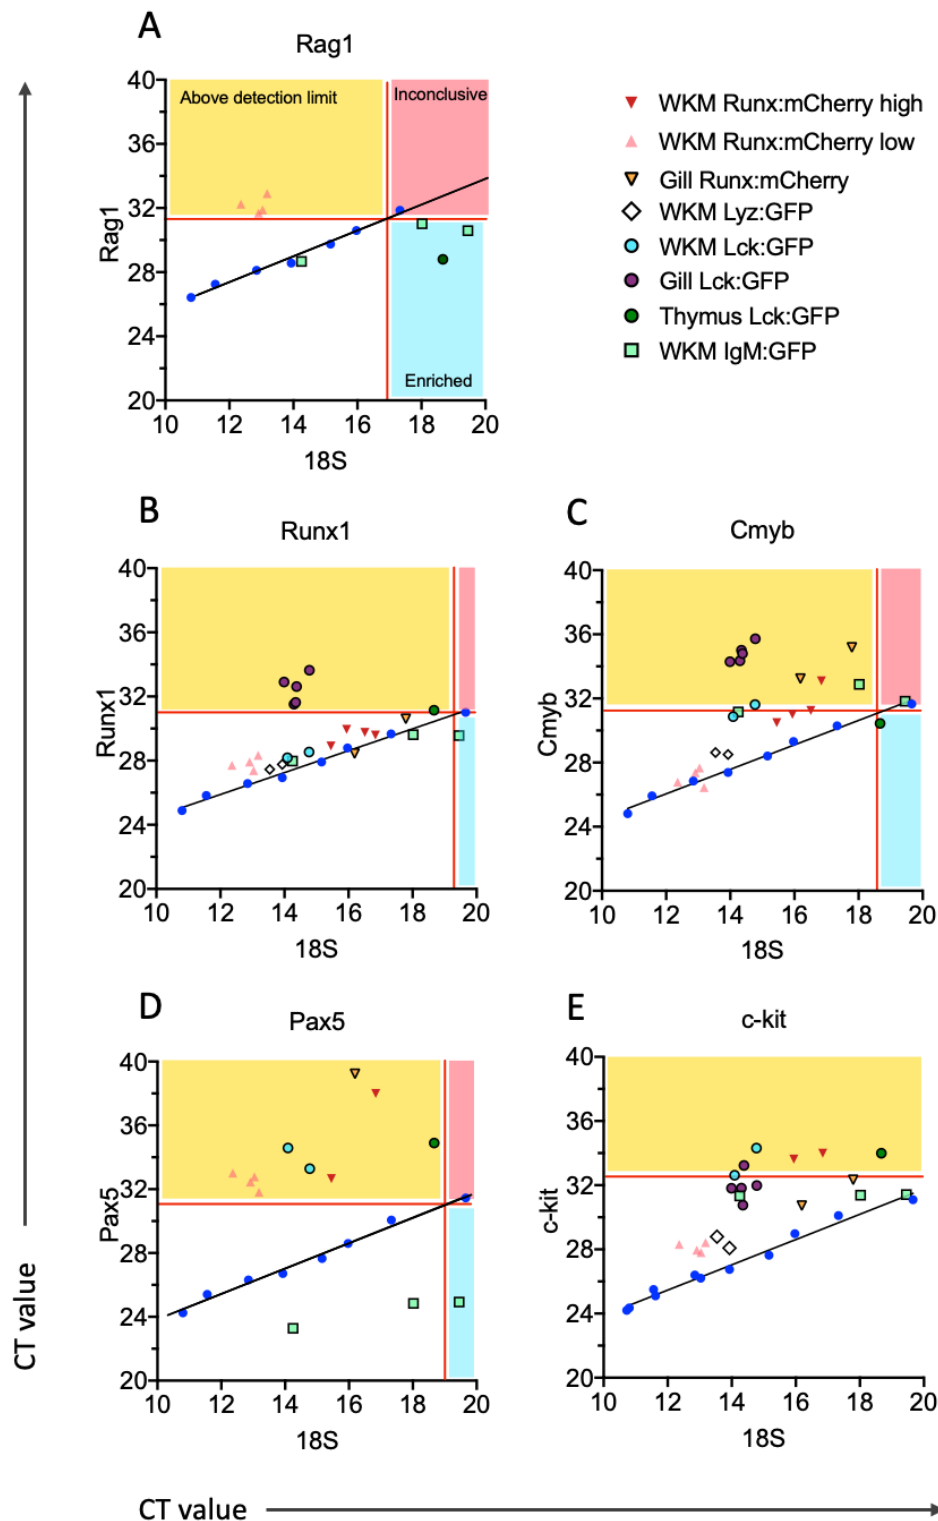 A
Rag1
40
36
32
28
24
20
Rag1
Above detection limit
Inconclusive
Enriched
10 12 14 16 18 20
18S
WKM Runx:mCherry high
WKM Runx:mCherry low
Gill Runx:mCherry
WKM Lyz:GFP
WKM Lck:GFP
Gill Lck:GFP
Thymus Lck:GFP
WKM IgM:GFP
B
Runx1
40
36
32
28
24
20
Runx1
10 12 14 16 18 20
18S
C
Cmyb
40
36
32
28
24
20
Cmyb
10 12 14 16 18 20
18S
D
Pax5
40
36
32
28
24
20
Pax5
10 12 14 16 18 20
18S
E
c-kit
40
36
32
28
24
20
c-kit
10 12 14 16 18 20
18S
CT value
CT value